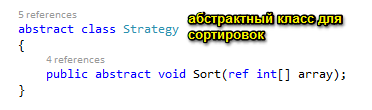 5 references
abstract class Strategy
абстрактный класс для
сортировок
{
4 references
public abstract void Sort(ref int[] array);
}